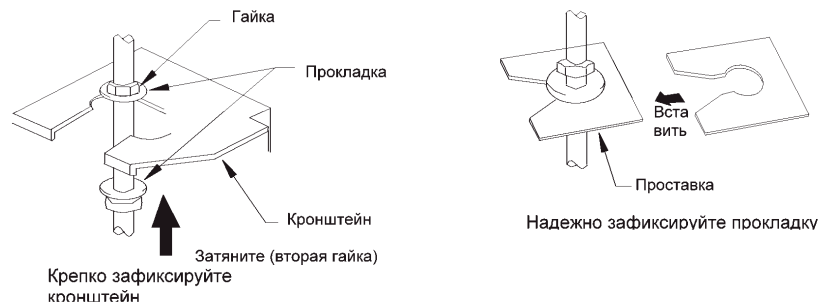 Гайка
Прокладка
Кронштейн
Затяните (вторая гайка)
Крепко зафиксируйте
кронштейн
Вста
вить
Проставка
Надежно зафиксируйте прокладку